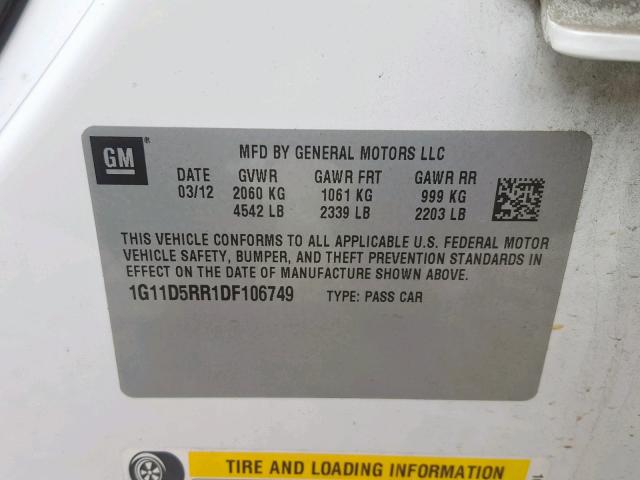 GM
MFD BY GENERAL MOTORS LLC
DATE GVWR GAWR FRT GAWR RR
03/12 2060 KG 1061 KG 999 KG
4542 LB 2339 LB 2203 LB
THIS VEHICLE CONFORMS TO ALL APPLICABLE U.S. FEDERAL MOTOR
VEHICLE SAFETY, BUMPER, AND THEFT PREVENTION STANDARDS IN
EFFECT ON THE DATE OF MANUFACTURE SHOWN ABOVE.
1G11D5RR1DF106749 TYPE: PASS CAR
TIRE AND LOADING INFORMATION